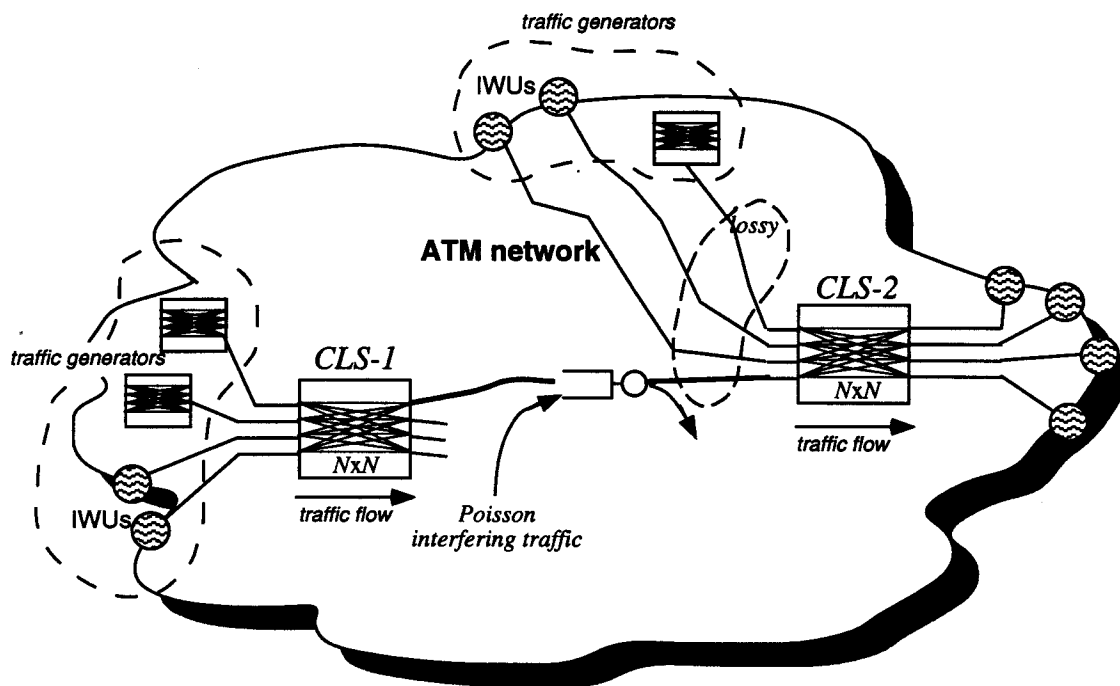 traffic generators
IWUs
lossy
ATM network
CLS-2
NxN
traffic flow
traffic generators
CLS-1
NxN
traffic flow
IWUs
Poisson
interfering traffic